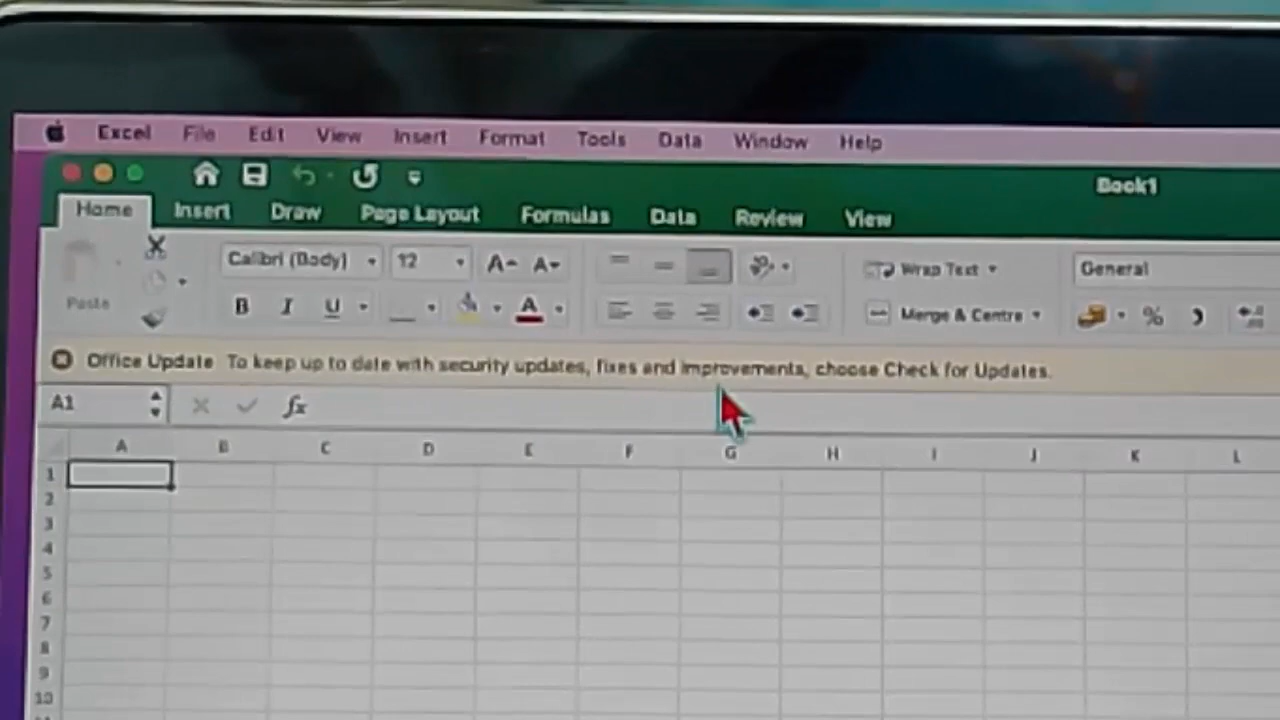 Excel File Edit View Insert Format Tools Data Window Help
Book1
Home Insert Draw Page Layout Formulas Data Review View
Calibri (Body) 12 A A Wrap Text General
Paste B I U A Merge & Centre %
Office Update To keep up to date with security updates, fixes and improvements, choose Check for Updates.
A1 fx
A B C D E F G H I J K L
1
2
3
4
5
6
7
8
9
10